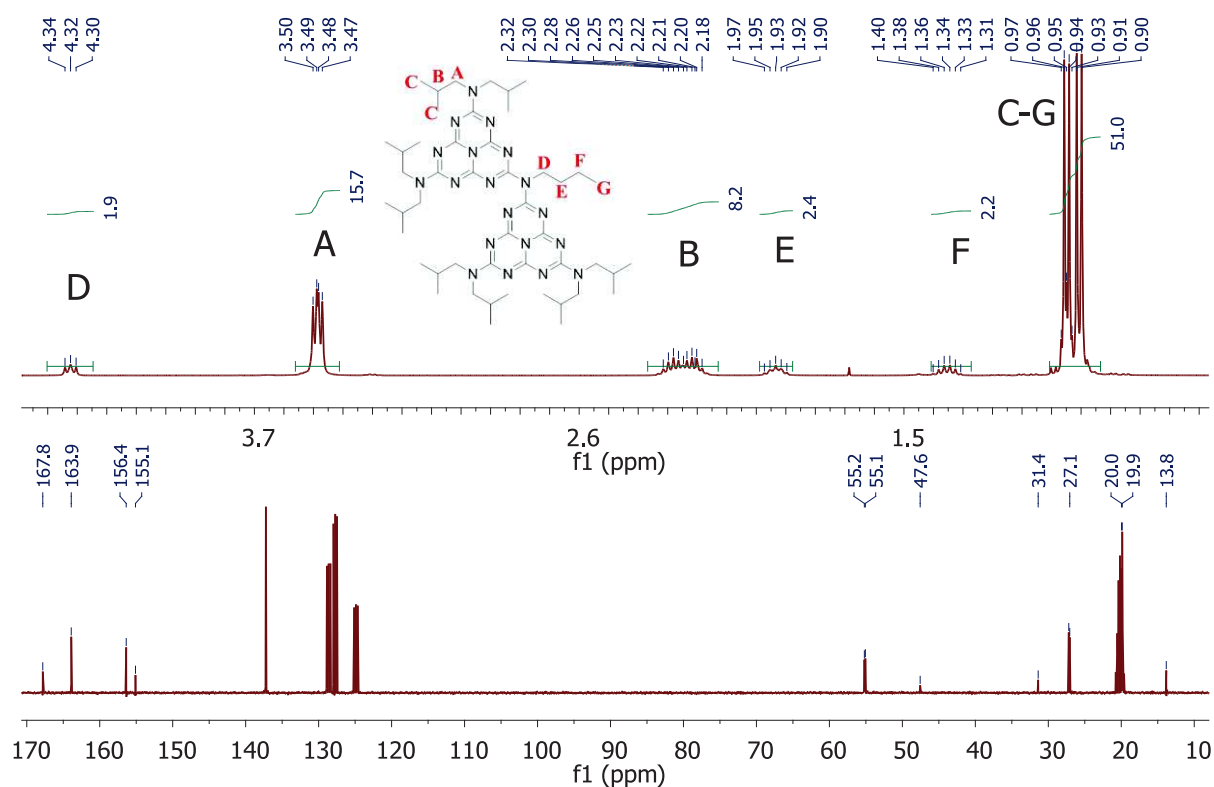 4.34 4.32 4.30 3.50 3.49 3.48 3.47 2.32 2.30 2.28 2.26 2.25 2.23 2.22 2.21 2.20 2.18 1.97 1.95 1.93 1.92 1.90 1.40 1.38 1.36 1.34 1.33 1.31 0.97 0.96 0.95 0.94 0.93 0.91 0.90
C B A
C
N
N N
N N N
N N N N
D F
N
E G
N N
N N N
N N N
N N
C-G
1.9 15.7 8.2 2.4 2.2 51.0
D A B E F
3.7 2.6 1.5
f1 (ppm)
167.8 163.9 156.4 155.1 55.2 55.1 47.6 31.4 27.1 20.0 19.9 13.8
170 160 150 140 130 120 110 100 90 80 70 60 50 40 30 20 10
f1 (ppm)